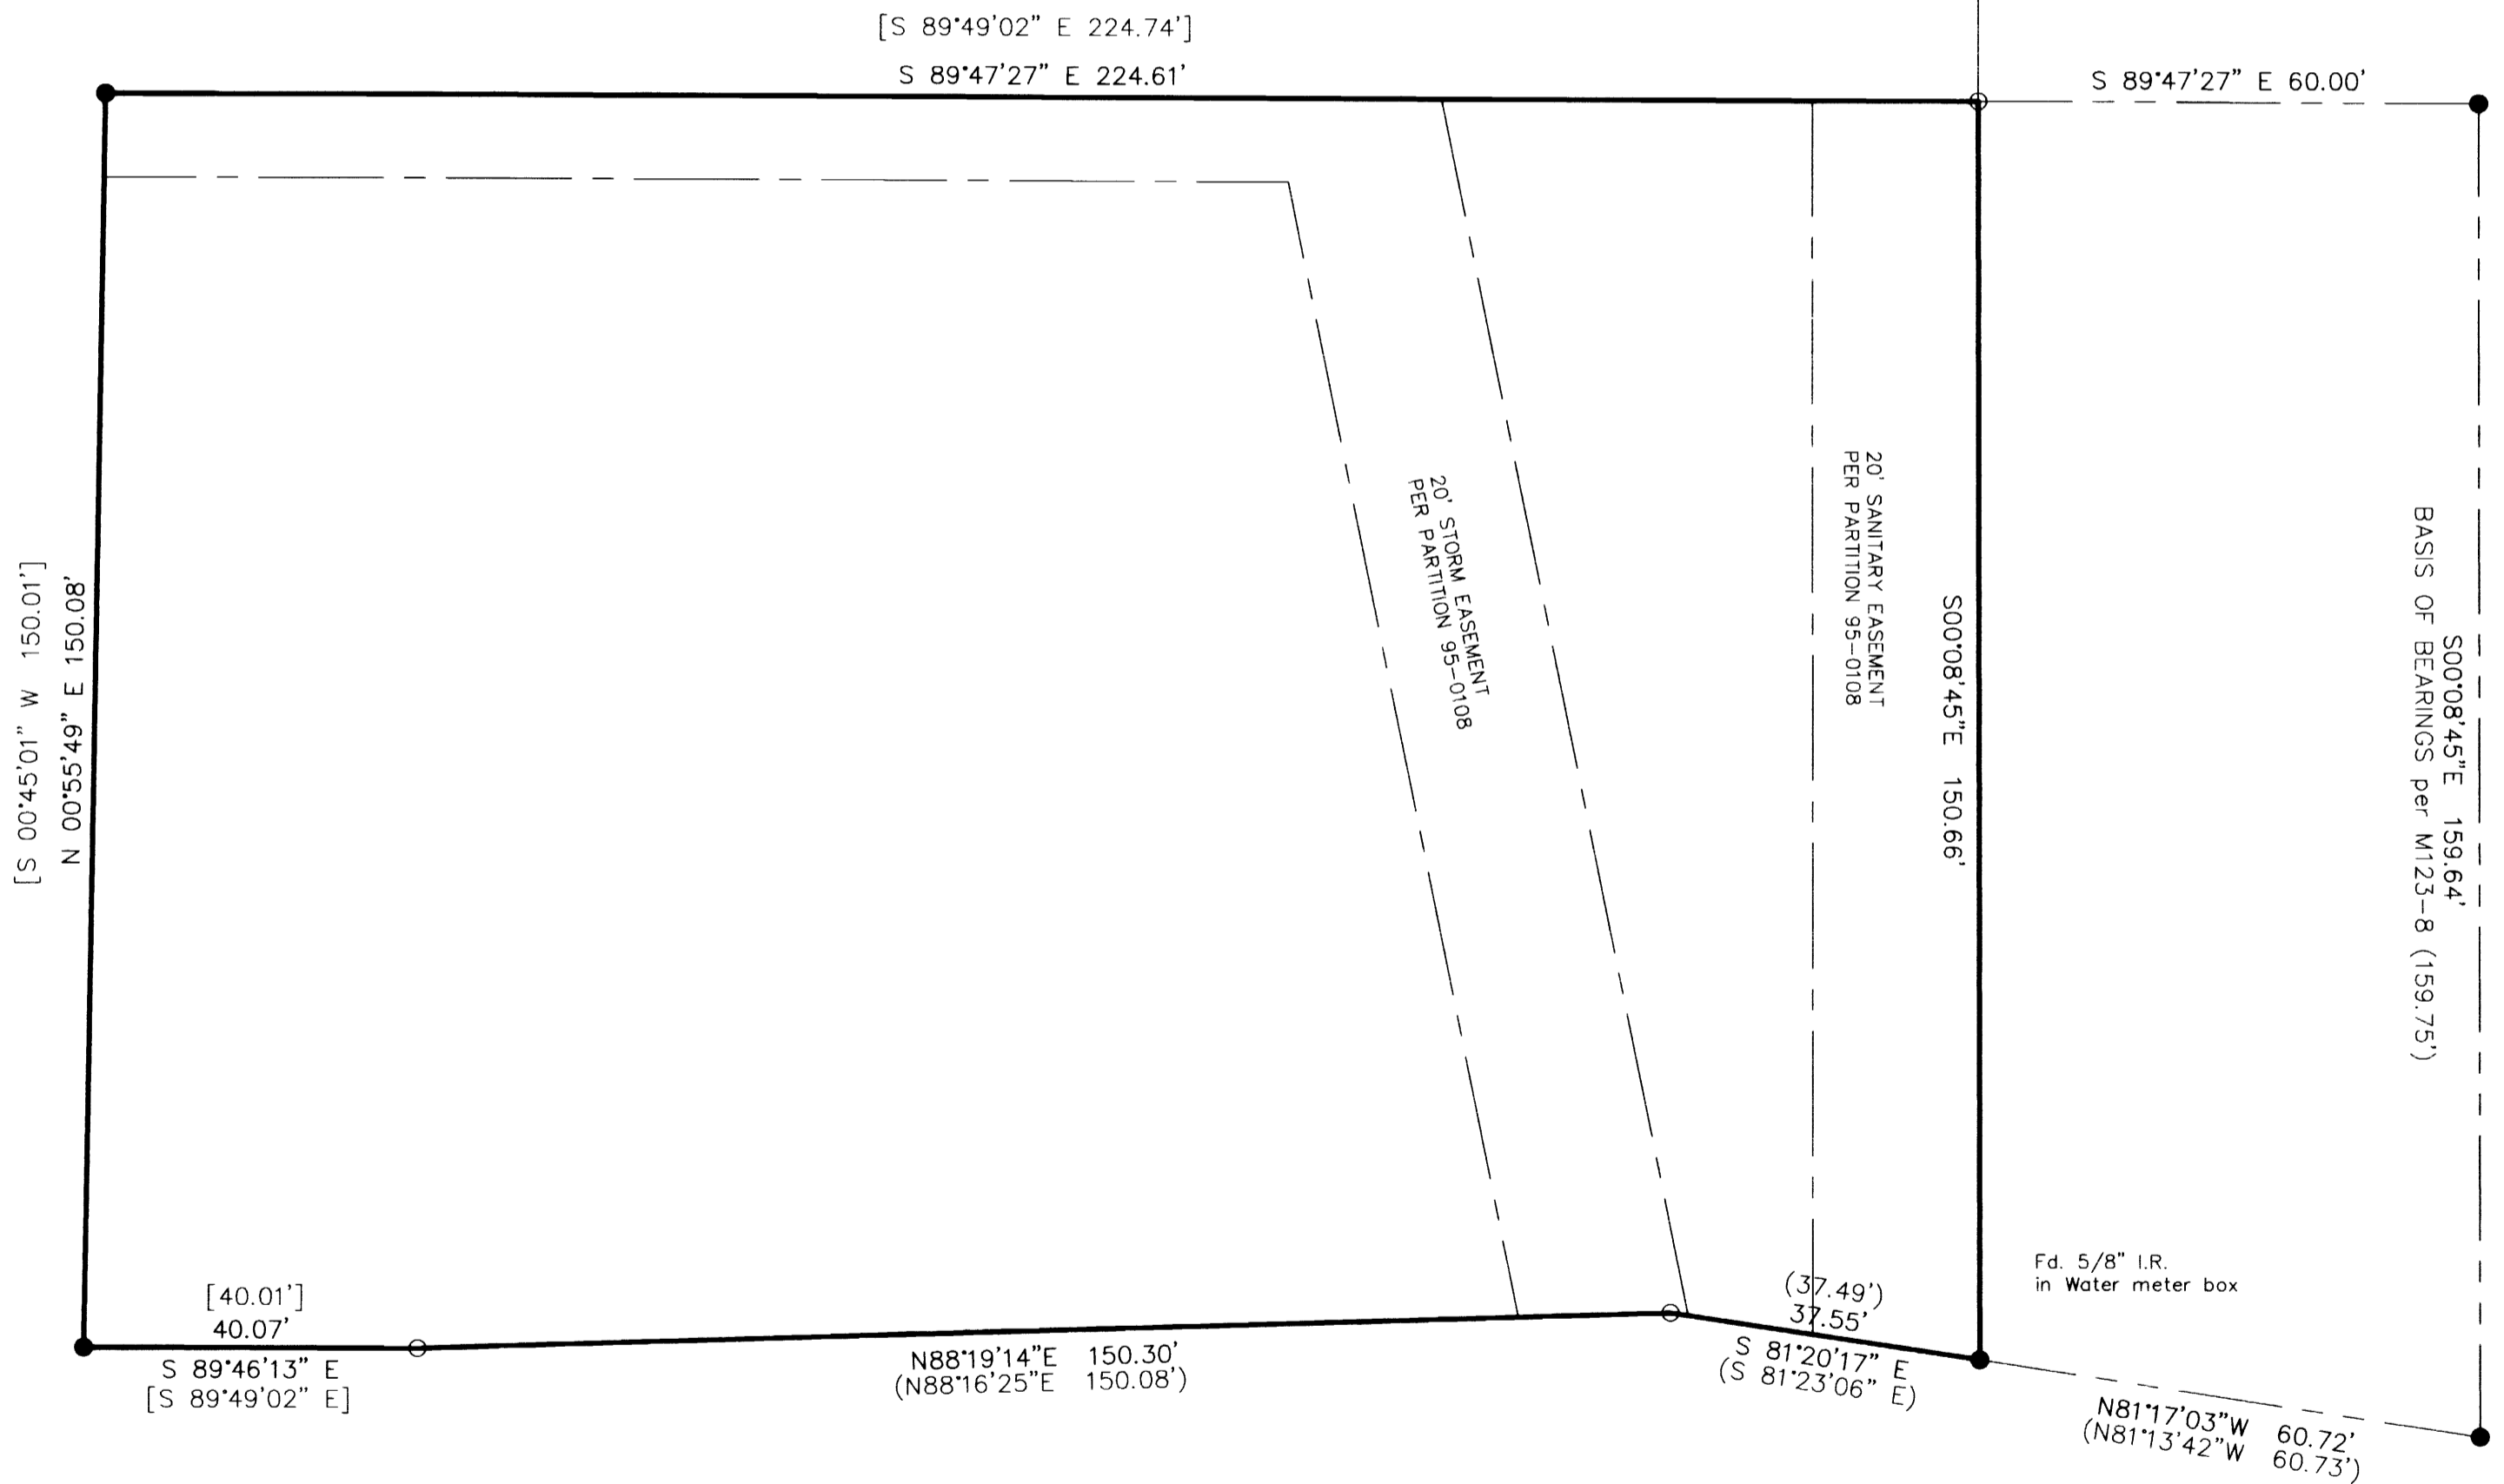 [S 89°49'02" E 224.74']
S 89°47'27" E 224.61'
S 89°47'27" E 60.00'
[S 00°45'01" W 150.01']
N 00°55'49" E 150.08'
20' STORM EASEMENT
PER PARTITION 95-0108
20' SANITARY EASEMENT
PER PARTITION 95-0108
S00°08'45"E 150.66'
S00°08'45"E 159.64'
BASIS OF BEARINGS per M123-8 (159.75')
Fd. 5/8" I.R.
in Water meter box
[40.01']
40.07'
S 89°46'13" E
[S 89°49'02" E]
N88°19'14"E 150.30'
(N88°16'25"E 150.08')
(37.49')
37.55'
S 81°20'17" E
(S 81°23'06" E)
N81°17'03"W 60.72'
(N81°13'42"W 60.73')